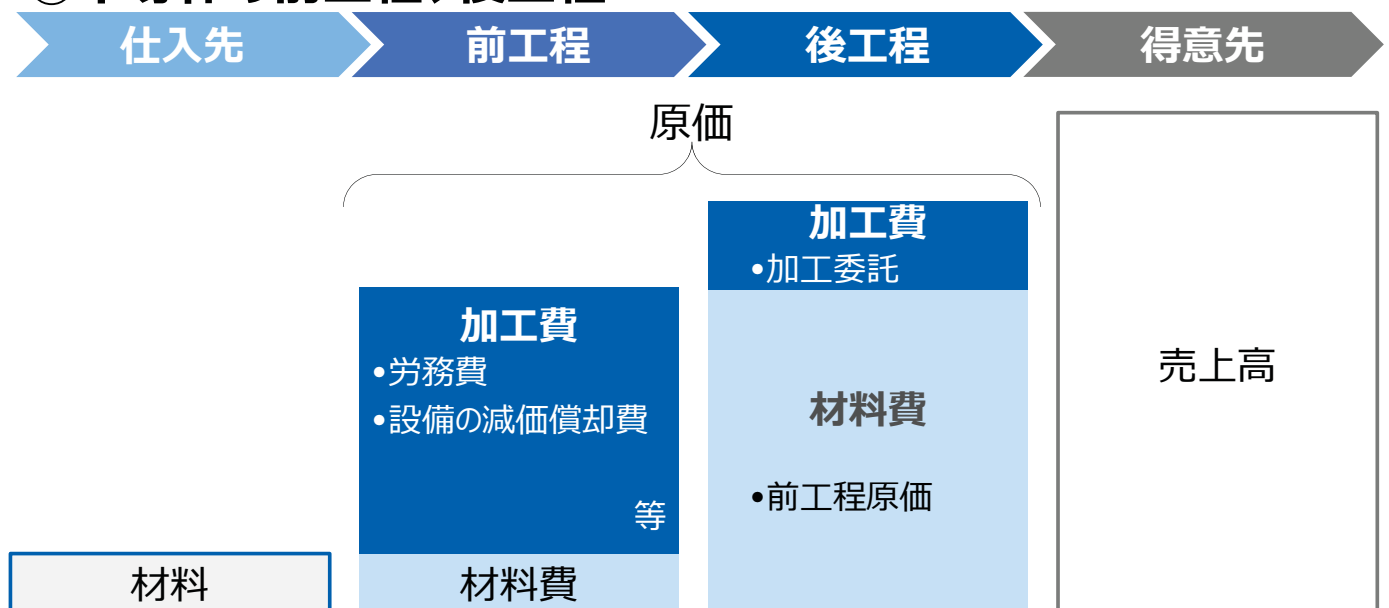 仕入先
前工程
後工程
得意先
原価
加工費
•加工委託
加工費
•労務費
•設備の減価償却費
等
材料費
•前工程原価
売上高
材料
材料費